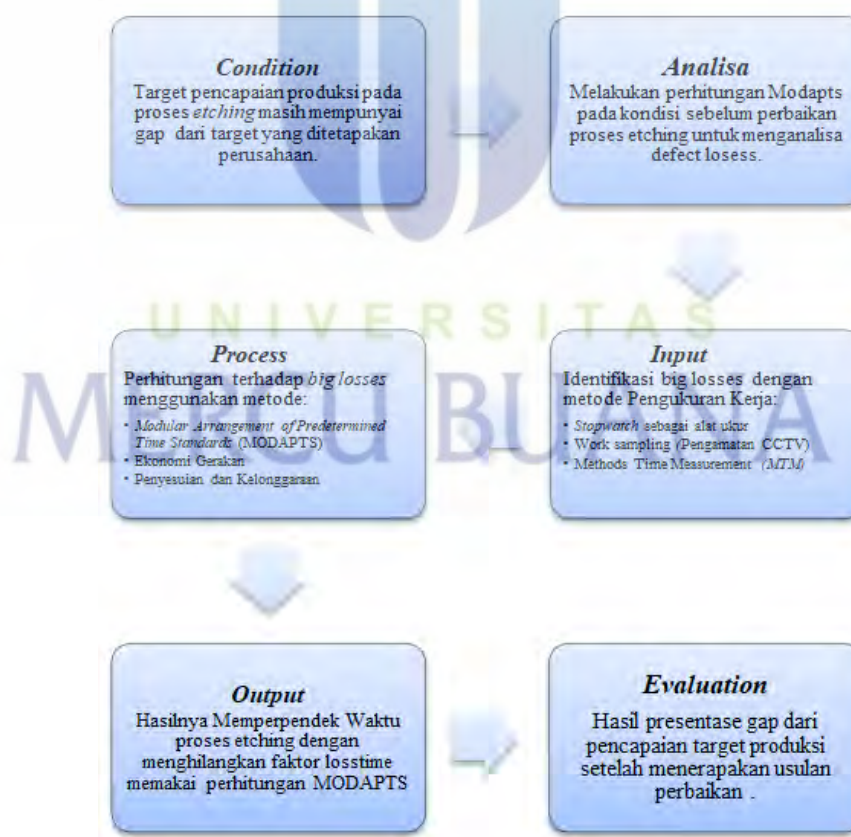 Condition
Target pencapaian produksi pada
proses etching masih mempunyai
gap dari target yang ditetapakan
perusahaan.
Analisa
Melakukan perhitungan Modapts
pada kondisi sebelum perbaikan
proses etching untuk menganalisa
defect losess.
UNIVERSITAS
MERCU BUANA
Input
Identifikasi big losses dengan
metode Pengukuran Kerja:
• Stopwatch sebagai alat ukur
• Work sampling (Pengamatan CCTV)
• Methods Time Measurement (MTM)
Process
Perhitungan terhadap big losses
menggunakan metode:
• Modular Arrangement of Predetermined
Time Standards (MODAPTS)
• Ekonomi Gerakan
• Penyesuian dan Kelonggaraan
Output
Hasilnya Memperpendek Waktu
proses etching dengan
menghilangkan faktor losstime
memakai perhitungan MODAPTS
Evaluation
Hasil presentase gap dari
pencapaian target produksi
setelah menerapakan usulan
perbaikan .